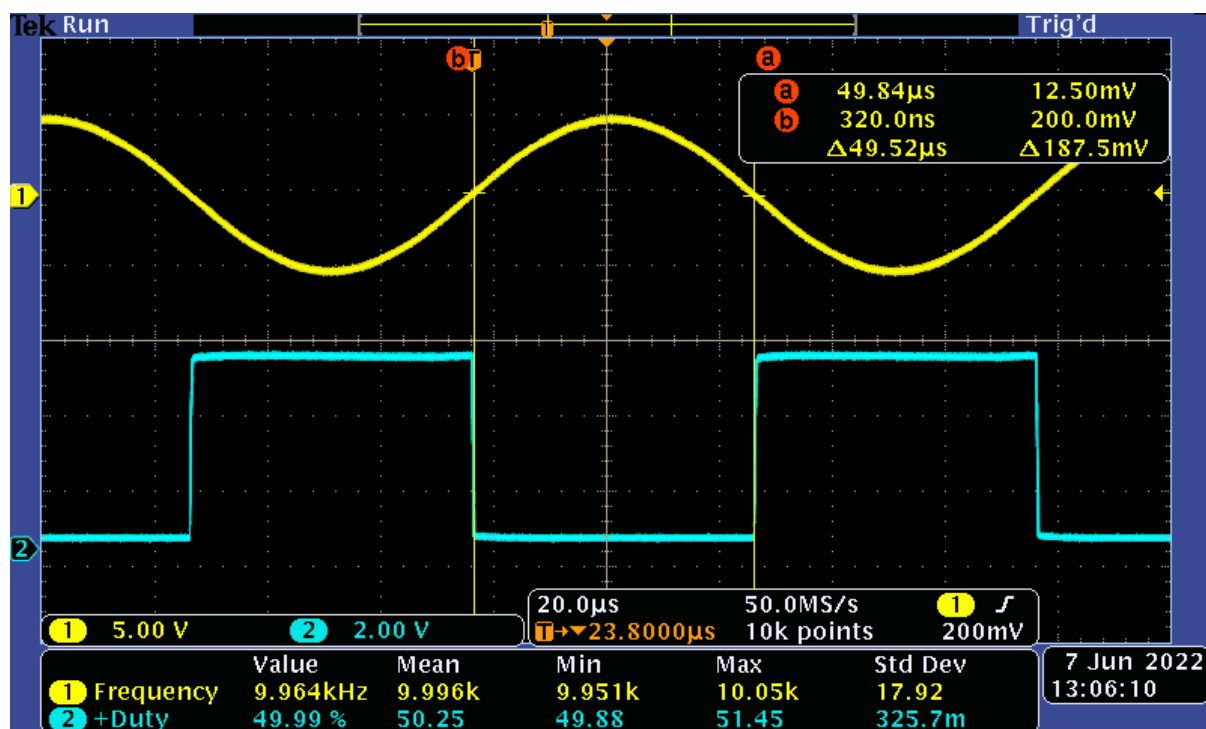 Tek Run Trig'd
b T a
a 49.84µs 12.50mV
b 320.0ns 200.0mV
Δ49.52µs Δ187.5mV
1
2
1 5.00 V 2 2.00 V
20.0µs 50.0MS/s 1
T→▼23.8000µs 10k points 200mV
Value Mean Min Max Std Dev
1 Frequency 9.964kHz 9.996k 9.951k 10.05k 17.92
2 +Duty 49.99 % 50.25 49.88 51.45 325.7m
7 Jun 2022
13:06:10